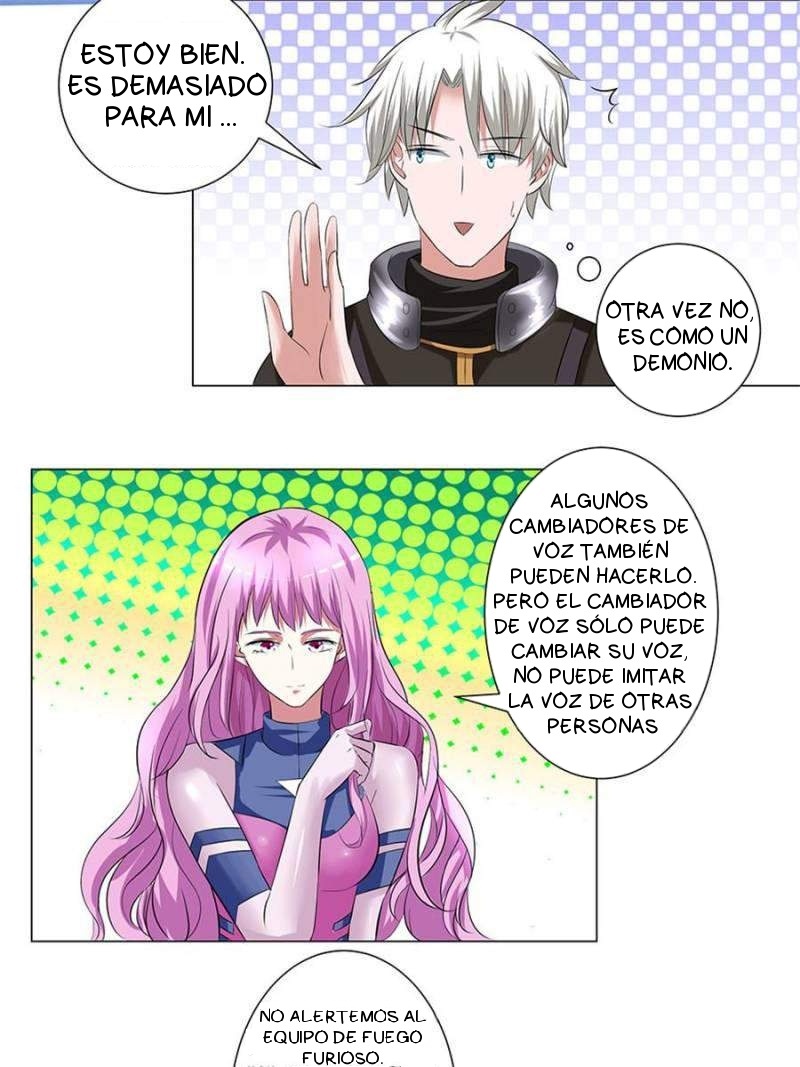 ESTOY BIEN.
ES DEMASIADO
PARA MI ...
OTRA VEZ NO,
ES COMO UN
DEMONIO.
ALGUNOS
CAMBIADORES DE
VOZ TAMBIÉN
PUEDEN HACERLO.
PERO EL CAMBIADOR
DE VOZ SÓLO PUEDE
CAMBIAR SU VOZ,
NO PUEDE IMITAR
LA VOZ DE OTRAS
PERSONAS
NO ALERTEMOS AL
EQUIPO DE FUEGO
FURIOSO.